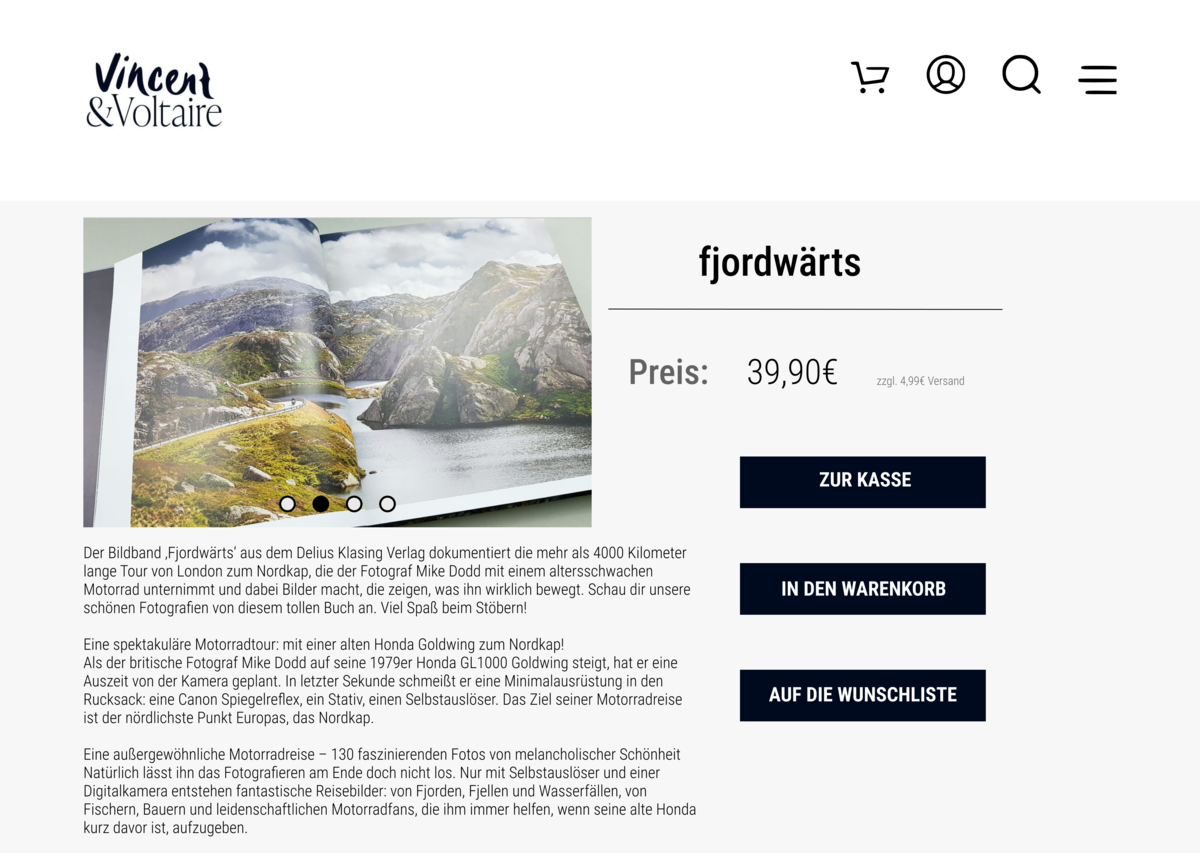 Vincent
&Voltaire
fjordwärts
Preis: 39,90€ zzgl. 4,99€ Versand
ZUR KASSE
IN DEN WARENKORB
AUF DIE WUNSCHLISTE
Der Bildband ‚Fjordwärts‘ aus dem Delius Klasing Verlag dokumentiert die mehr als 4000 Kilometer
lange Tour von London zum Nordkap, die der Fotograf Mike Dodd mit einem altersschwachen
Motorrad unternimmt und dabei Bilder macht, die zeigen, was ihn wirklich bewegt. Schau dir unsere
schönen Fotografien von diesem tollen Buch an. Viel Spaß beim Stöbern!
Eine spektakuläre Motorradtour: mit einer alten Honda Goldwing zum Nordkap!
Als der britische Fotograf Mike Dodd auf seine 1979er Honda GL1000 Goldwing steigt, hat er eine
Auszeit von der Kamera geplant. In letzter Sekunde schmeißt er eine Minimalausrüstung in den
Rucksack: eine Canon Spiegelreflex, ein Stativ, einen Selbstauslöser. Das Ziel seiner Motorradreise
ist der nördlichste Punkt Europas, das Nordkap.
Eine außergewöhnliche Motorradreise – 130 faszinierenden Fotos von melancholischer Schönheit
Natürlich lässt ihn das Fotografieren am Ende doch nicht los. Nur mit Selbstauslöser und einer
Digitalkamera entstehen fantastische Reisebilder: von Fjorden, Fjellen und Wasserfällen, von
Fischern, Bauern und leidenschaftlichen Motorradfans, die ihm immer helfen, wenn seine alte Honda
kurz davor ist, aufzugeben.